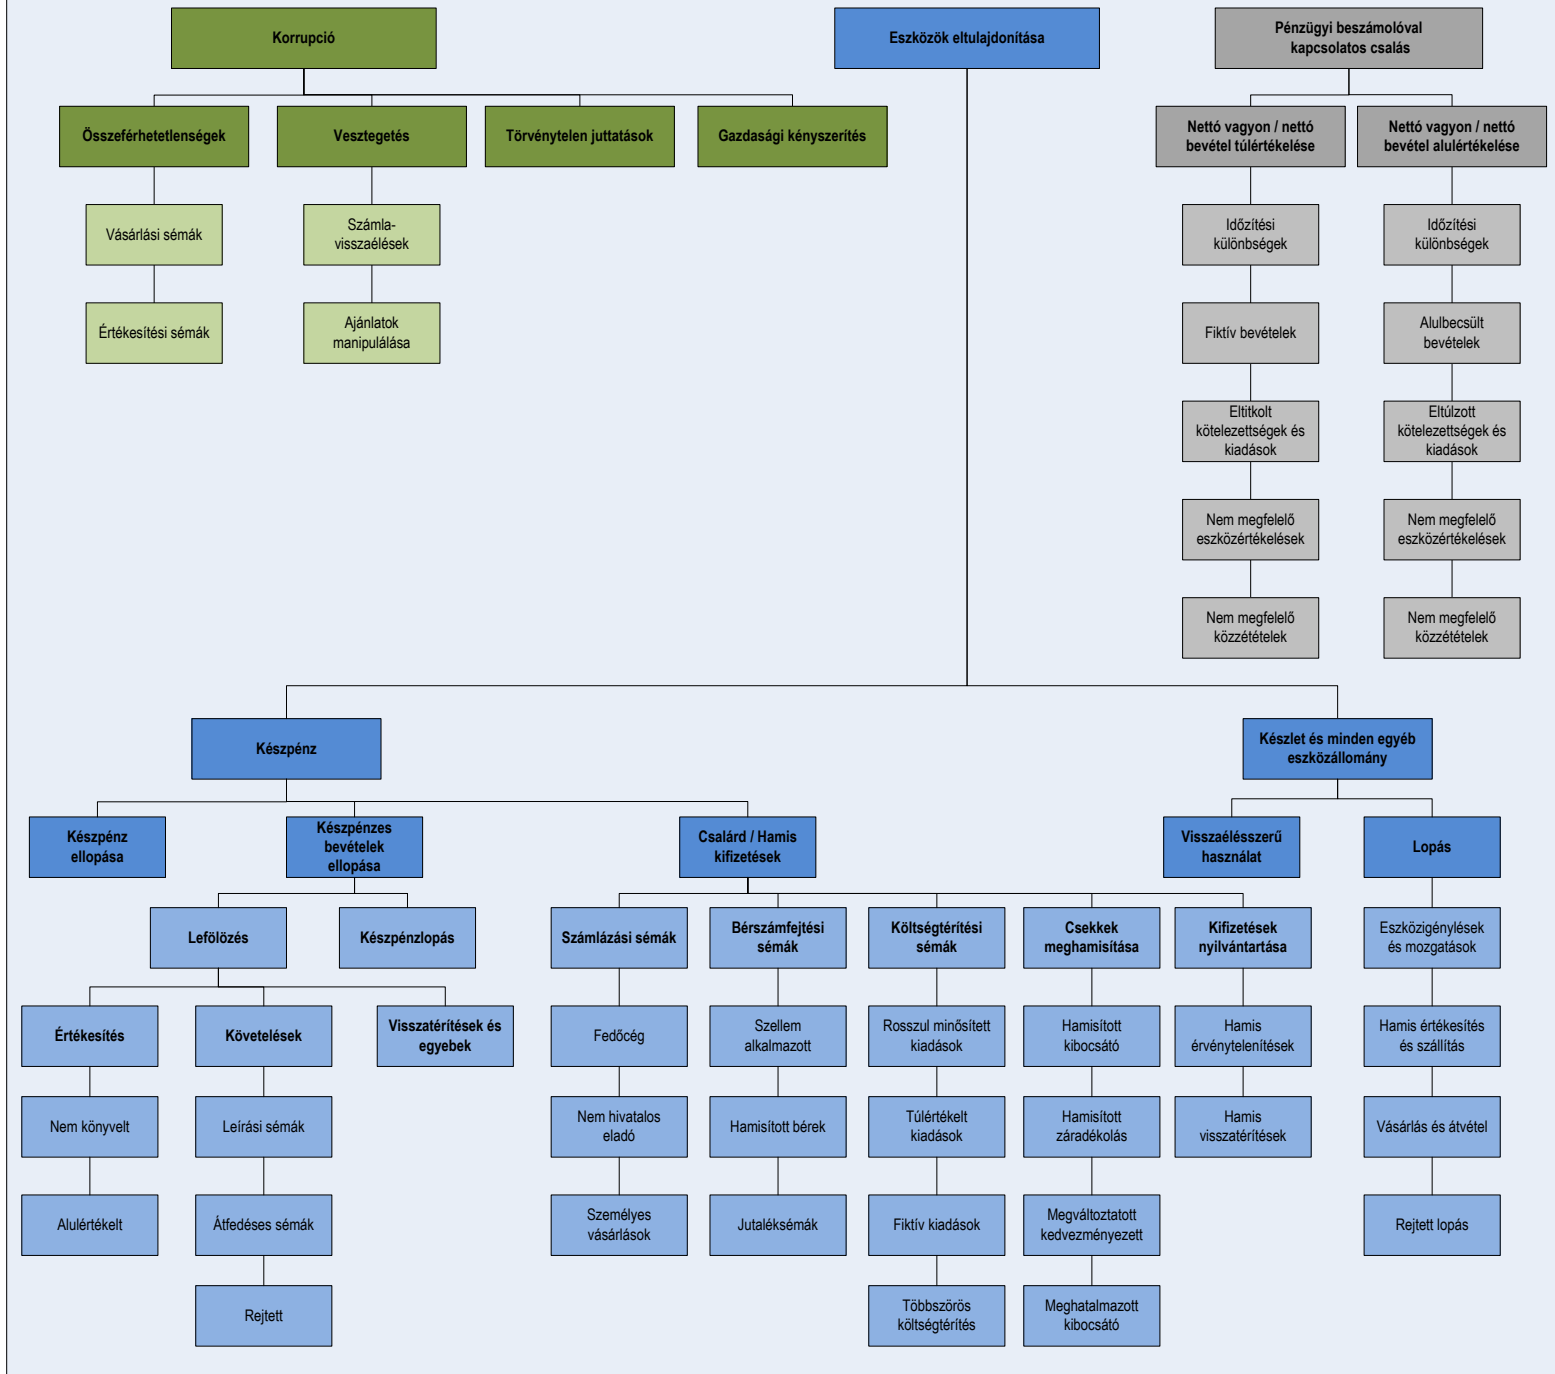 Korrupció
Eszközök eltulajdonítása
Pénzügyi beszámolóval
kapcsolatos csalás
Összeférhetetlenségek
Vesztegetés
Törvénytelen juttatások
Gazdasági kényszerítés
Nettó vagyon / nettó
bevétel túlértékelése
Nettó vagyon / nettó
bevétel alulértékelése
Vásárlási sémák
Számla-
visszaélések
Időzítési
különbségek
Időzítési
különbségek
Értékesítési sémák
Ajánlatok
manipulálása
Fiktív bevételek
Alulbecsült
bevételek
Eltitkolt
kötelezettségek és
kiadások
Eltúlzott
kötelezettségek és
kiadások
Nem megfelelő
eszközértékelések
Nem megfelelő
eszközértékelések
Nem megfelelő
közzétételek
Nem megfelelő
közzétételek
Készpénz
Készlet és minden egyéb
eszközállomány
Készpénz
ellopása
Készpénzes
bevételek
ellopása
Csalárd / Hamis
kifizetések
Visszaélésszerű
használat
Lopás
Lefölözés
Készpénzlopás
Számlázási sémák
Bérszámfejtési
sémák
Költségtérítési
sémák
Csekkek
meghamisítása
Kifizetések
nyilvántartása
Eszközigénylések
és mozgatások
Értékesítés
Követelések
Visszatérítések és
egyebek
Fedőcég
Szellem
alkalmazott
Rosszul minősített
kiadások
Hamisított
kibocsátó
Hamis
érvénytelenítések
Hamis értékesítés
és szállítás
Nem könyvelt
Leírási sémák
Nem hivatalos
eladó
Hamisított bérek
Túlértékelt
kiadások
Hamisított
záradékolás
Hamis
visszatérítések
Vásárlás és átvétel
Alulértékelt
Átfedéses sémák
Személyes
vásárlások
Jutaléksémák
Fiktív kiadások
Megváltoztatott
kedvezményezett
Rejtett lopás
Rejtett
Többszörös
költségtérítés
Meghatalmazott
kibocsátó